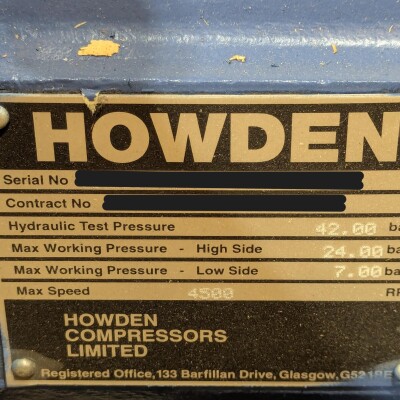 HOWDEN
Serial No
Contract No
Hydraulic Test Pressure 42.00 ba
Max Working Pressure - High Side 24.00 ba
Max Working Pressure - Low Side 7.00 ba
Max Speed 4500 RP
HOWDEN
COMPRESSORS
LIMITED
Registered Office,133 Barfillan Drive, Glasgow,G521BE